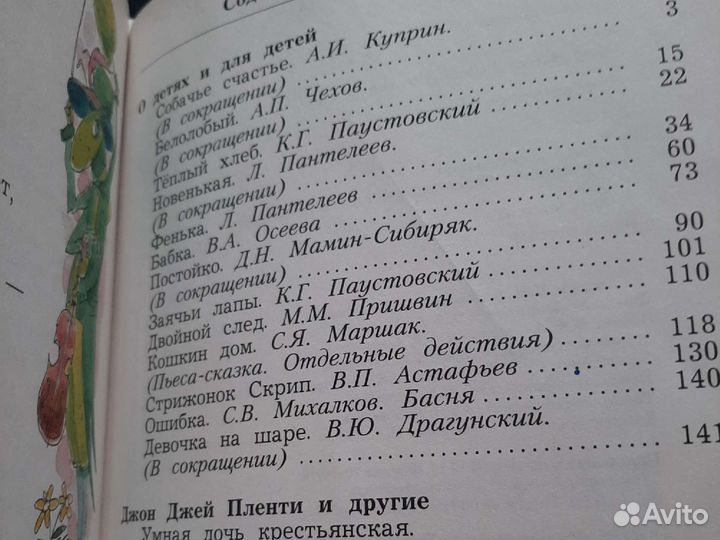 Сод
О детях и для детей
Собачье счастье. А.И. Куприн.
(В сокращении) 3
Белолобый. А.П. Чехов.
(В сокращении) 15
Тёплый хлеб. К.Г. Паустовский 22
Новенькая. Л. Пантелеев.
(В сокращении) 34
Фенька. Л. Пантелеев 60
Бабка. В.А. Осеева 73
Постойко. Д.Н. Мамин-Сибиряк.
(В сокращении) 90
Заячьи лапы. К.Г. Паустовский 101
Двойной след. М.М. Пришвин 110
Кошкин дом. С.Я. Маршак.
(Пьеса-сказка. Отдельные действия) 118
Стрижонок Скрип. В.П. Астафьев 130
Ошибка. С.В. Михалков. Басня 140
Девочка на шаре. В.Ю. Драгунский.
(В сокращении) 141
Джон Джей Пленти и другие
Умная дочь крестьянская.
т,
Avito